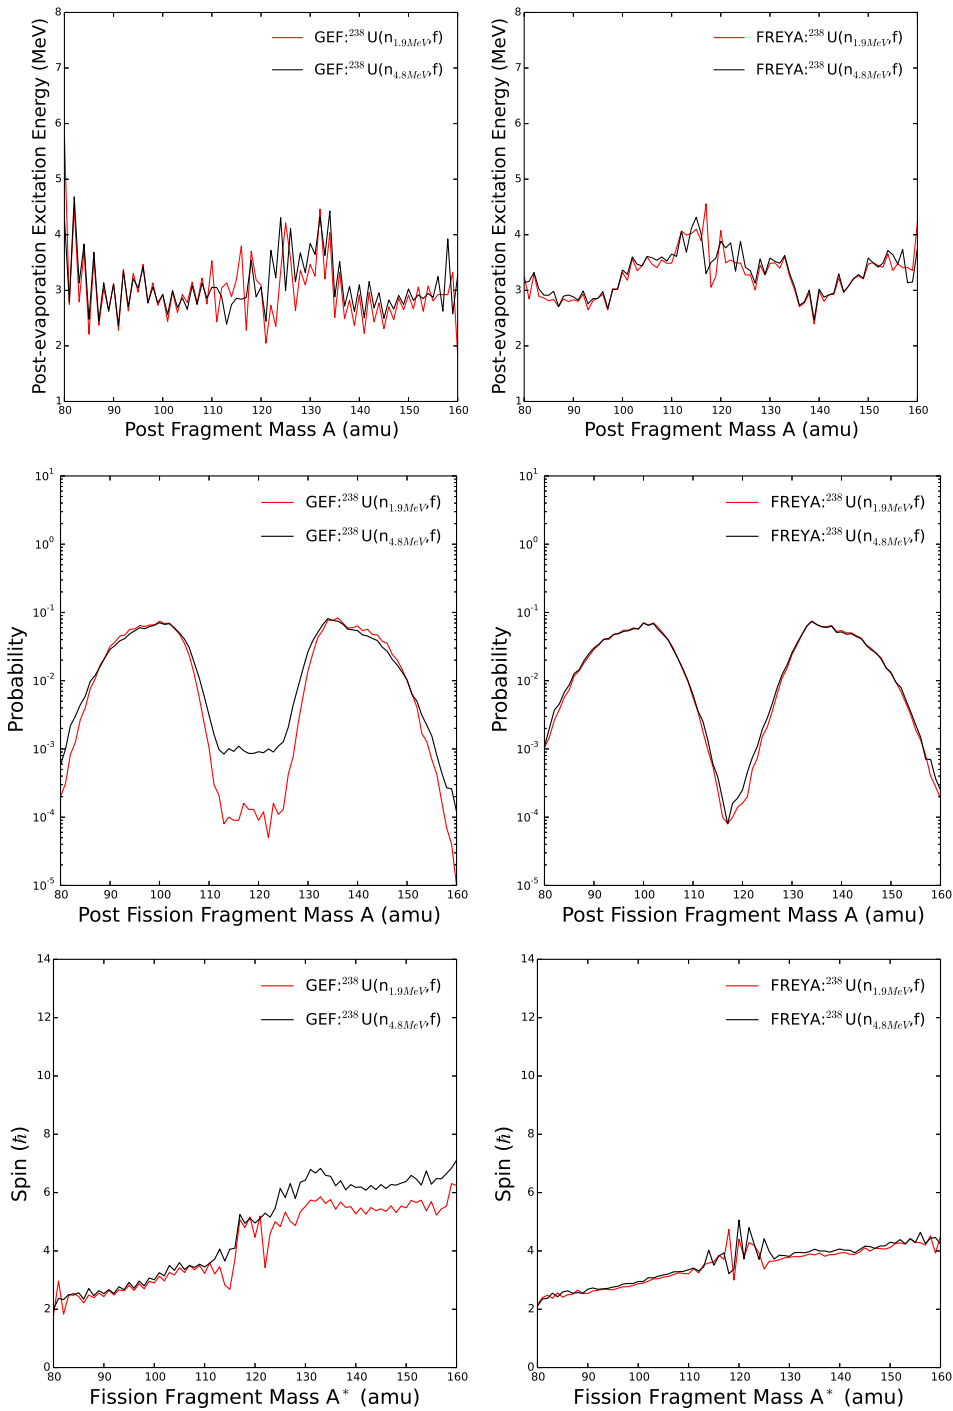 Post-evaporation Excitation Energy (MeV)
8
7
6
5
4
3
2
1
GEF:²³⁸U(n₁.₉MeV,f)
GEF:²³⁸U(n₄.₈MeV,f)
80 90 100 110 120 130 140 150 160
Post Fragment Mass A (amu)
Post-evaporation Excitation Energy (MeV)
8
7
6
5
4
3
2
1
FREYA:²³⁸U(n₁.₉MeV,f)
FREYA:²³⁸U(n₄.₈MeV,f)
80 90 100 110 120 130 140 150 160
Post Fragment Mass A (amu)
Probability
10¹
10⁰
10⁻¹
10⁻²
10⁻³
10⁻⁴
10⁻⁵
GEF:²³⁸U(n₁.₉MeV,f)
GEF:²³⁸U(n₄.₈MeV,f)
80 90 100 110 120 130 140 150 160
Post Fission Fragment Mass A (amu)
Probability
10¹
10⁰
10⁻¹
10⁻²
10⁻³
10⁻⁴
10⁻⁵
FREYA:²³⁸U(n₁.₉MeV,f)
FREYA:²³⁸U(n₄.₈MeV,f)
80 90 100 110 120 130 140 150 160
Post Fission Fragment Mass A (amu)
Spin (ℏ)
14
12
10
8
6
4
2
0
GEF:²³⁸U(n₁.₉MeV,f)
GEF:²³⁸U(n₄.₈MeV,f)
80 90 100 110 120 130 140 150 160
Fission Fragment Mass A* (amu)
Spin (ℏ)
14
12
10
8
6
4
2
0
FREYA:²³⁸U(n₁.₉MeV,f)
FREYA:²³⁸U(n₄.₈MeV,f)
80 90 100 110 120 130 140 150 160
Fission Fragment Mass A* (amu)